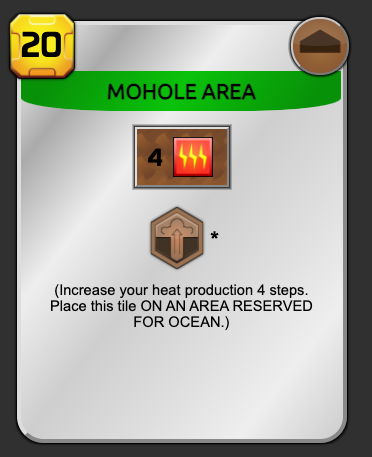 20
MOHOLE AREA
4
*
(Increase your heat production 4 steps.
Place this tile ON AN AREA RESERVED
FOR OCEAN.)